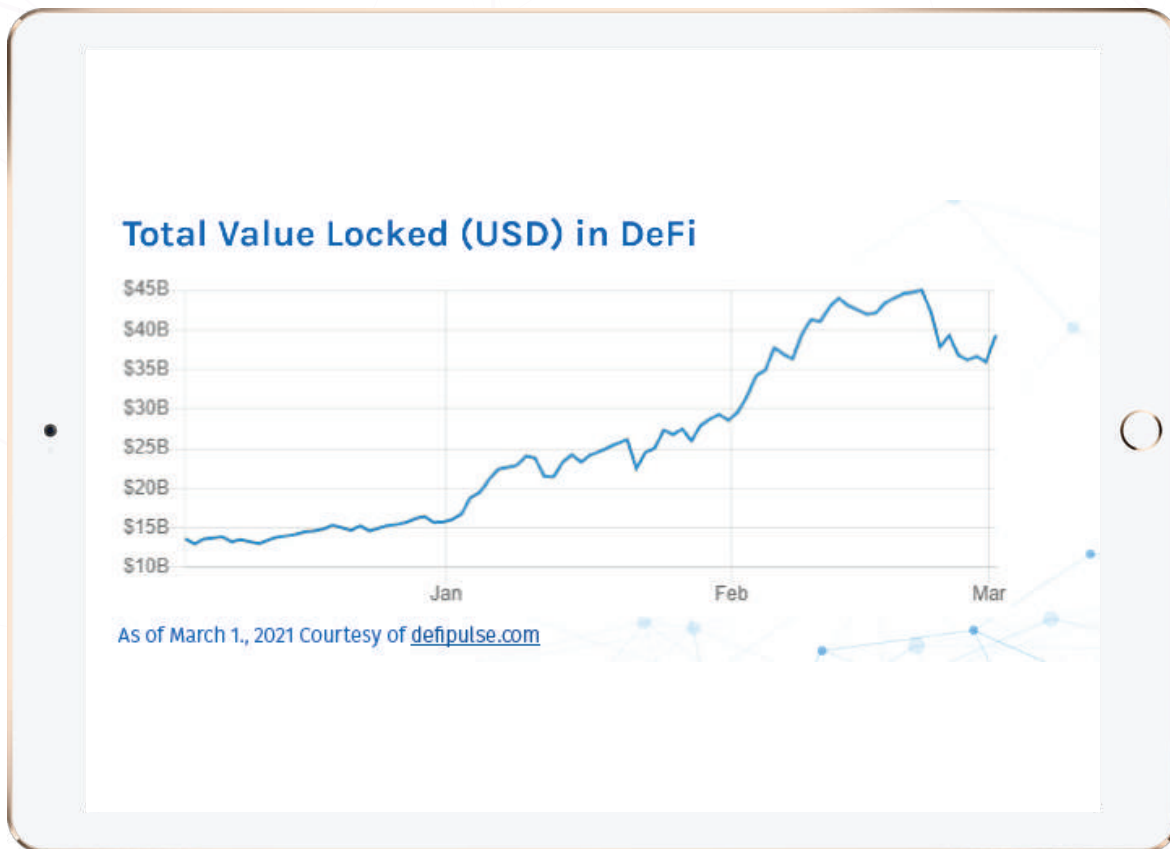 Total Value Locked (USD) in DeFi
$45B
$40B
$35B
$30B
$25B
$20B
$15B
$10B
Jan Feb Mar
As of March 1., 2021 Courtesy of defipulse.com